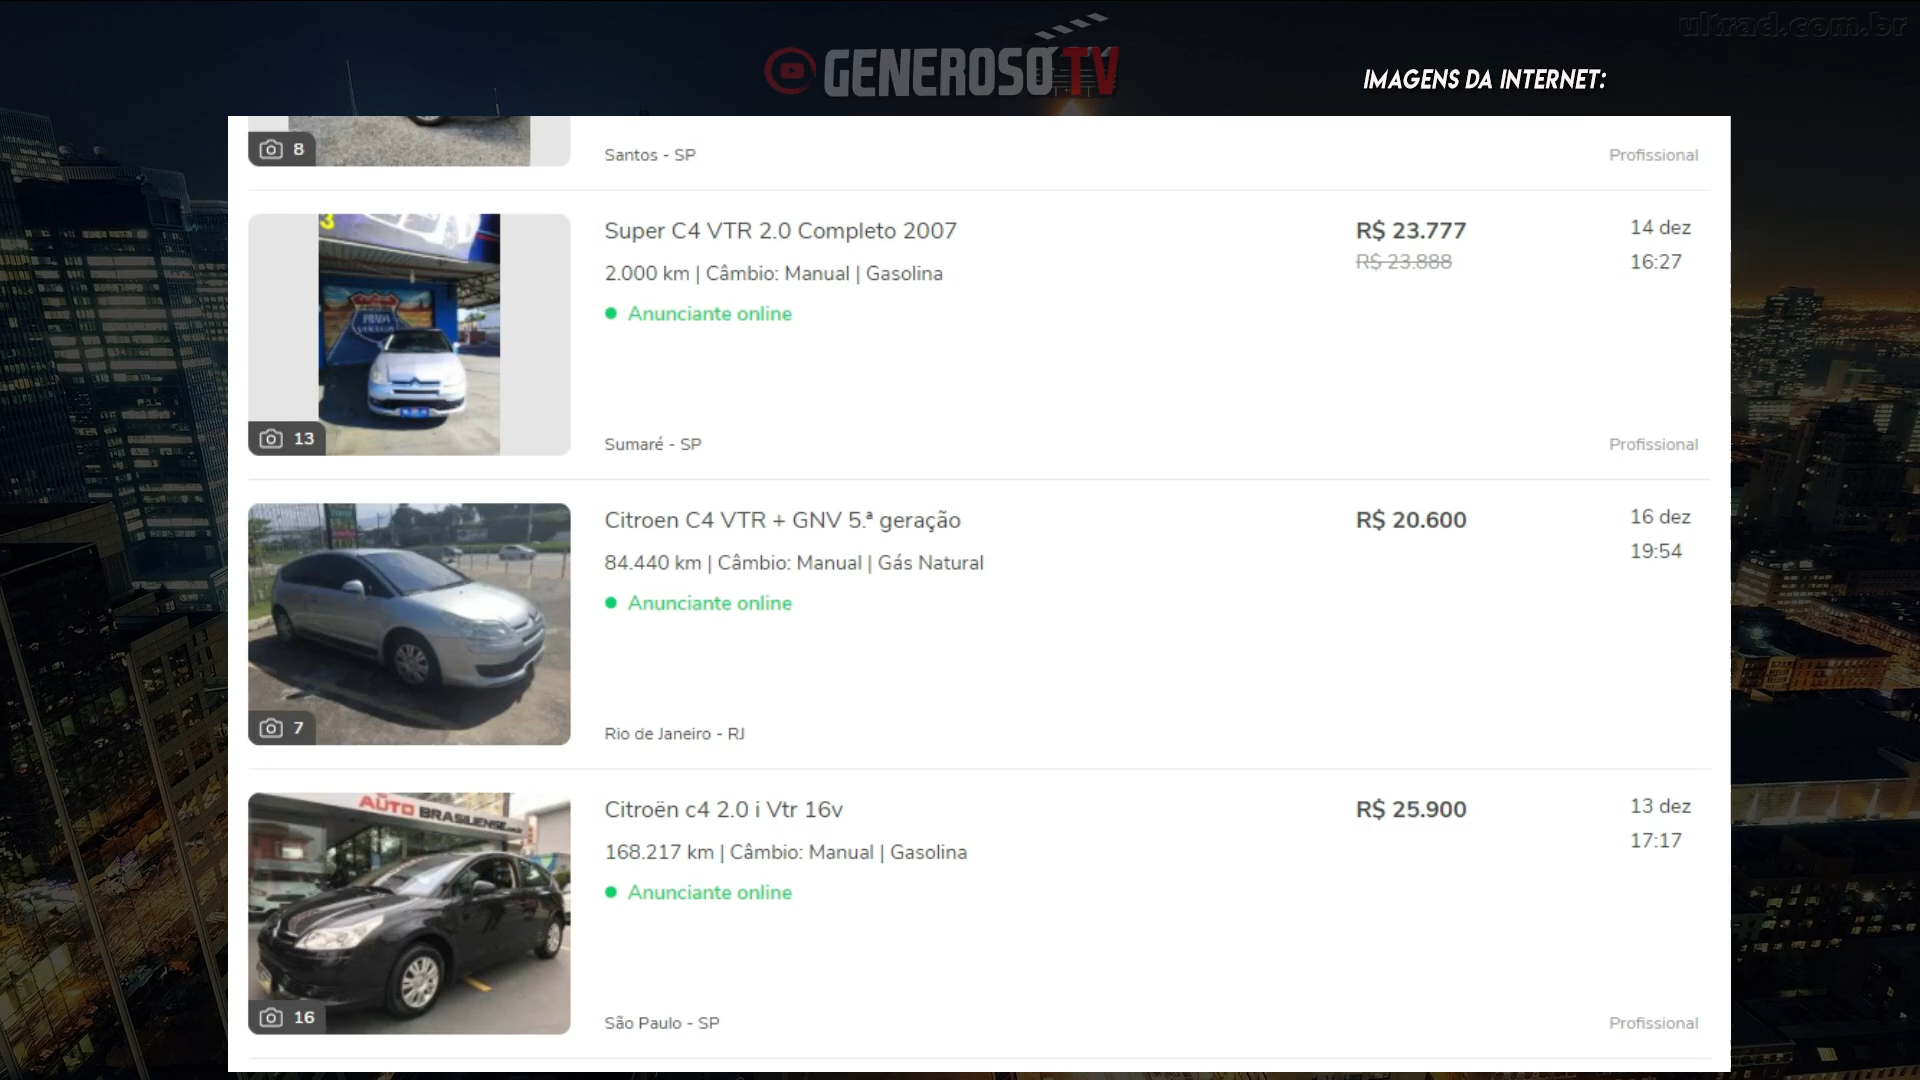 ultrad.com.br
GENEROSO TV
IMAGENS DA INTERNET:
8
Santos - SP
Profissional
Super C4 VTR 2.0 Completo 2007
R$ 23.777
14 dez
2.000 km | Câmbio: Manual | Gasolina
R$ 23.888
16:27
Anunciante online
3
PRADA
13
Sumaré - SP
Profissional
Citroen C4 VTR + GNV 5.ª geração
R$ 20.600
16 dez
84.440 km | Câmbio: Manual | Gás Natural
19:54
Anunciante online
7
Rio de Janeiro - RJ
Citroën c4 2.0 i Vtr 16v
R$ 25.900
13 dez
168.217 km | Câmbio: Manual | Gasolina
17:17
Anunciante online
AUTO BRASILIENSE
16
São Paulo - SP
Profissional